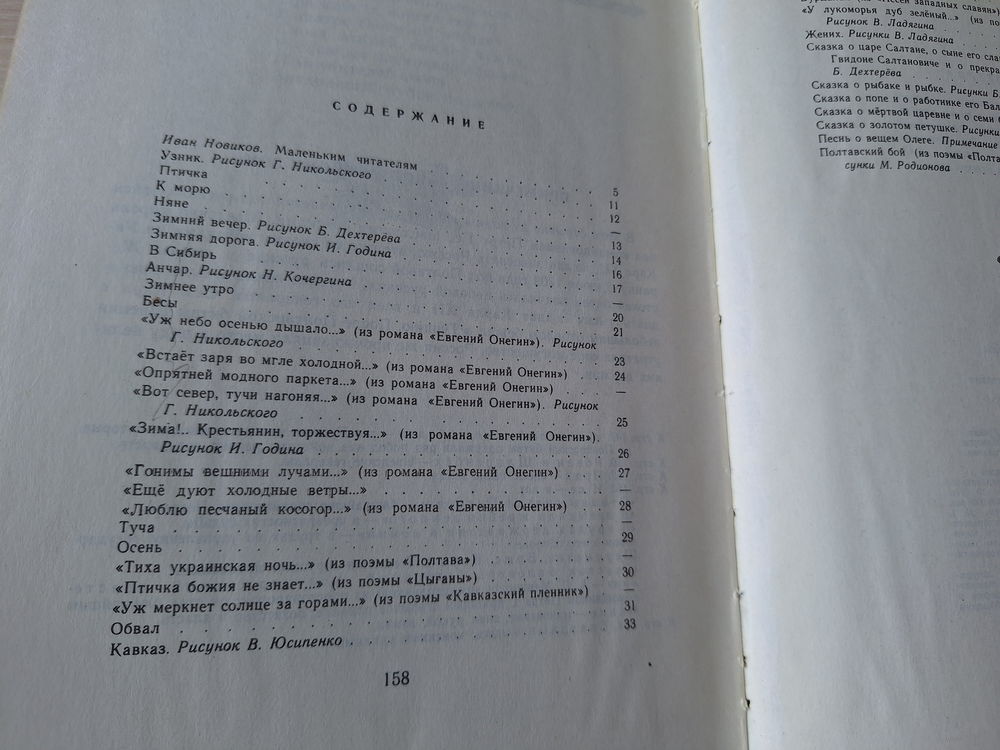 СОДЕРЖАНИЕ
Иван Новиков. Маленьким читателям 5
Узник. Рисунок Г. Никольского 11
Птичка 12
К морю —
Няне 13
Зимний вечер. Рисунок Б. Дехтерёва 14
Зимняя дорога. Рисунок И. Година 16
В Сибирь 17
Анчар. Рисунок Н. Кочергина —
Зимнее утро 20
Бесы 21
«Уж небо осенью дышало...» (из романа «Евгений Онегин»). Рисунок
Г. Никольского 23
«Встаёт заря во мгле холодной...» (из романа «Евгений Онегин») 24
«Опрятней модного паркета...» (из романа «Евгений Онегин») —
«Вот север, тучи нагоняя...» (из романа «Евгений Онегин»). Рисунок
Г. Никольского 25
«Зима!.. Крестьянин, торжествуя...» (из романа «Евгений Онегин»).
Рисунок И. Година 26
«Гонимы вешними лучами...» (из романа «Евгений Онегин») 27
«Ещё дуют холодные ветры...» —
«Люблю песчаный косогор...» (из романа «Евгений Онегин») 28
Туча —
Осень 29
«Тиха украинская ночь...» (из поэмы «Полтава») —
«Птичка божия не знает...» (из поэмы «Цыганы») 30
«Уж меркнет солнце за горами...» (из поэмы «Кавказский пленник») —
Обвал 31
Кавказ. Рисунок В. Юсипенко 33
158
западных славян»)
«У лукоморья дуб зелёный...» (из
Рисунок В. Ладягина
Жених. Рисунки В. Ладягина
Сказка о царе Салтане, о сыне его
Гвидоне Салтановиче и о
Б. Дехтерёва
Сказка о рыбаке и рыбке. Рисунки Б.
Сказка о попе и о работнике его
Сказка о мёртвой царевне и о семи
Сказка о золотом петушке. Рисунки
Песнь о вещем Олеге. Примечание
Полтавский бой (из поэмы
сунки М. Родионова